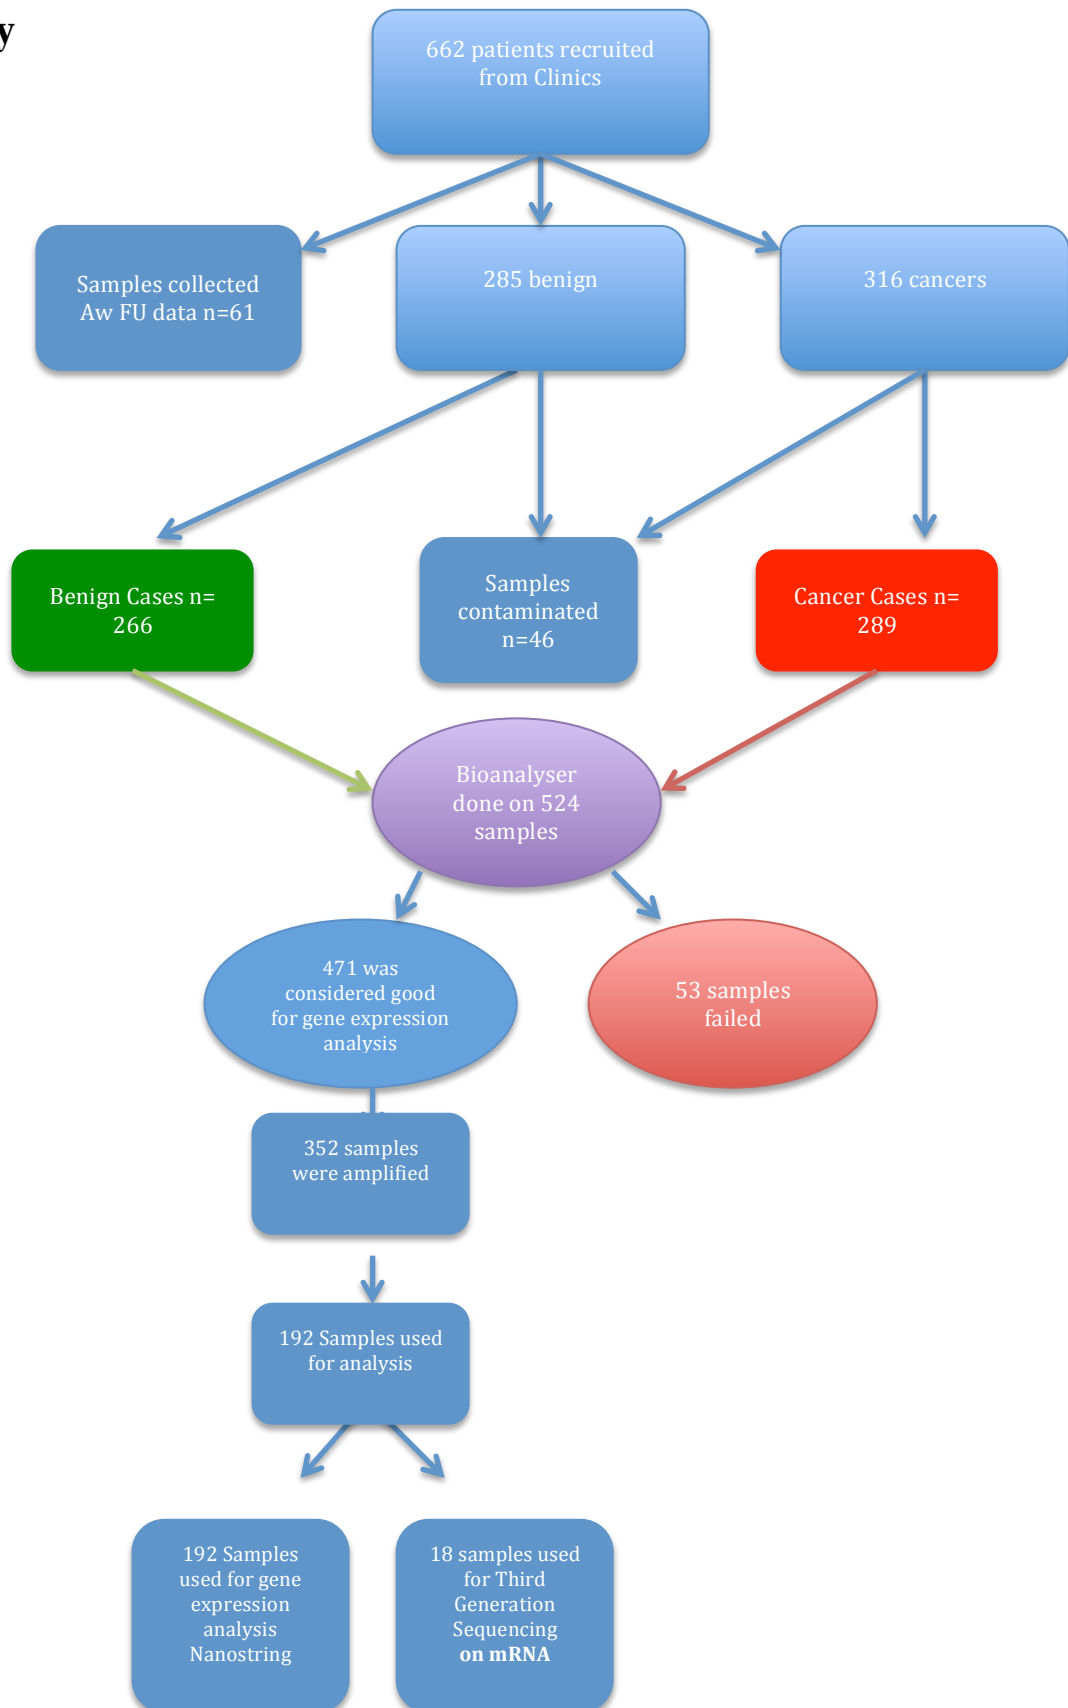 y
662 patients recruited
from Clinics
Samples collected
Aw FU data n=61
285 benign
316 cancers
Benign Cases n=
266
Samples
contaminated
n=46
Cancer Cases n=
289
Bioanalyser
done on 524
samples
471 was
considered good
for gene expression
analysis
53 samples
failed
352 samples
were amplified
192 Samples used
for analysis
192 Samples
used for gene
expression
analysis
Nanostring
18 samples used
for Third
Generation
Sequencing
on mRNA